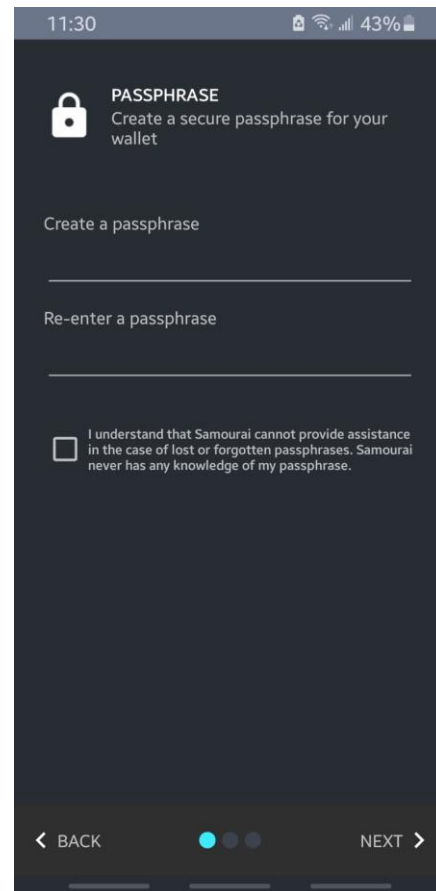 11:30 43%
PASSPHRASE
Create a secure passphrase for your
wallet
Create a passphrase
Re-enter a passphrase
I understand that Samourai cannot provide assistance
in the case of lost or forgotten passphrases. Samourai
never has any knowledge of my passphrase.
BACK NEXT